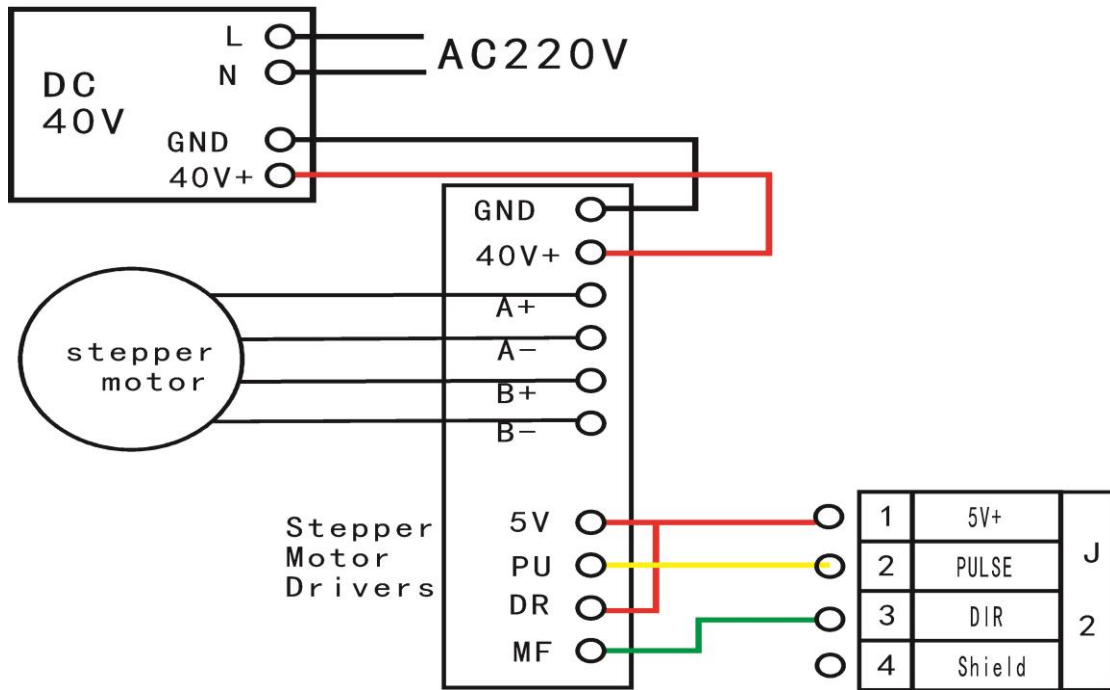 L
N
AC220V
DC
40V
GND
40V+
GND
40V+
A+
A-
B+
B-
stepper
motor
Stepper
Motor
Drivers
5V
PU
DR
MF
1 5V+
2 PULSE
3 DIR
4 Shield
J
2